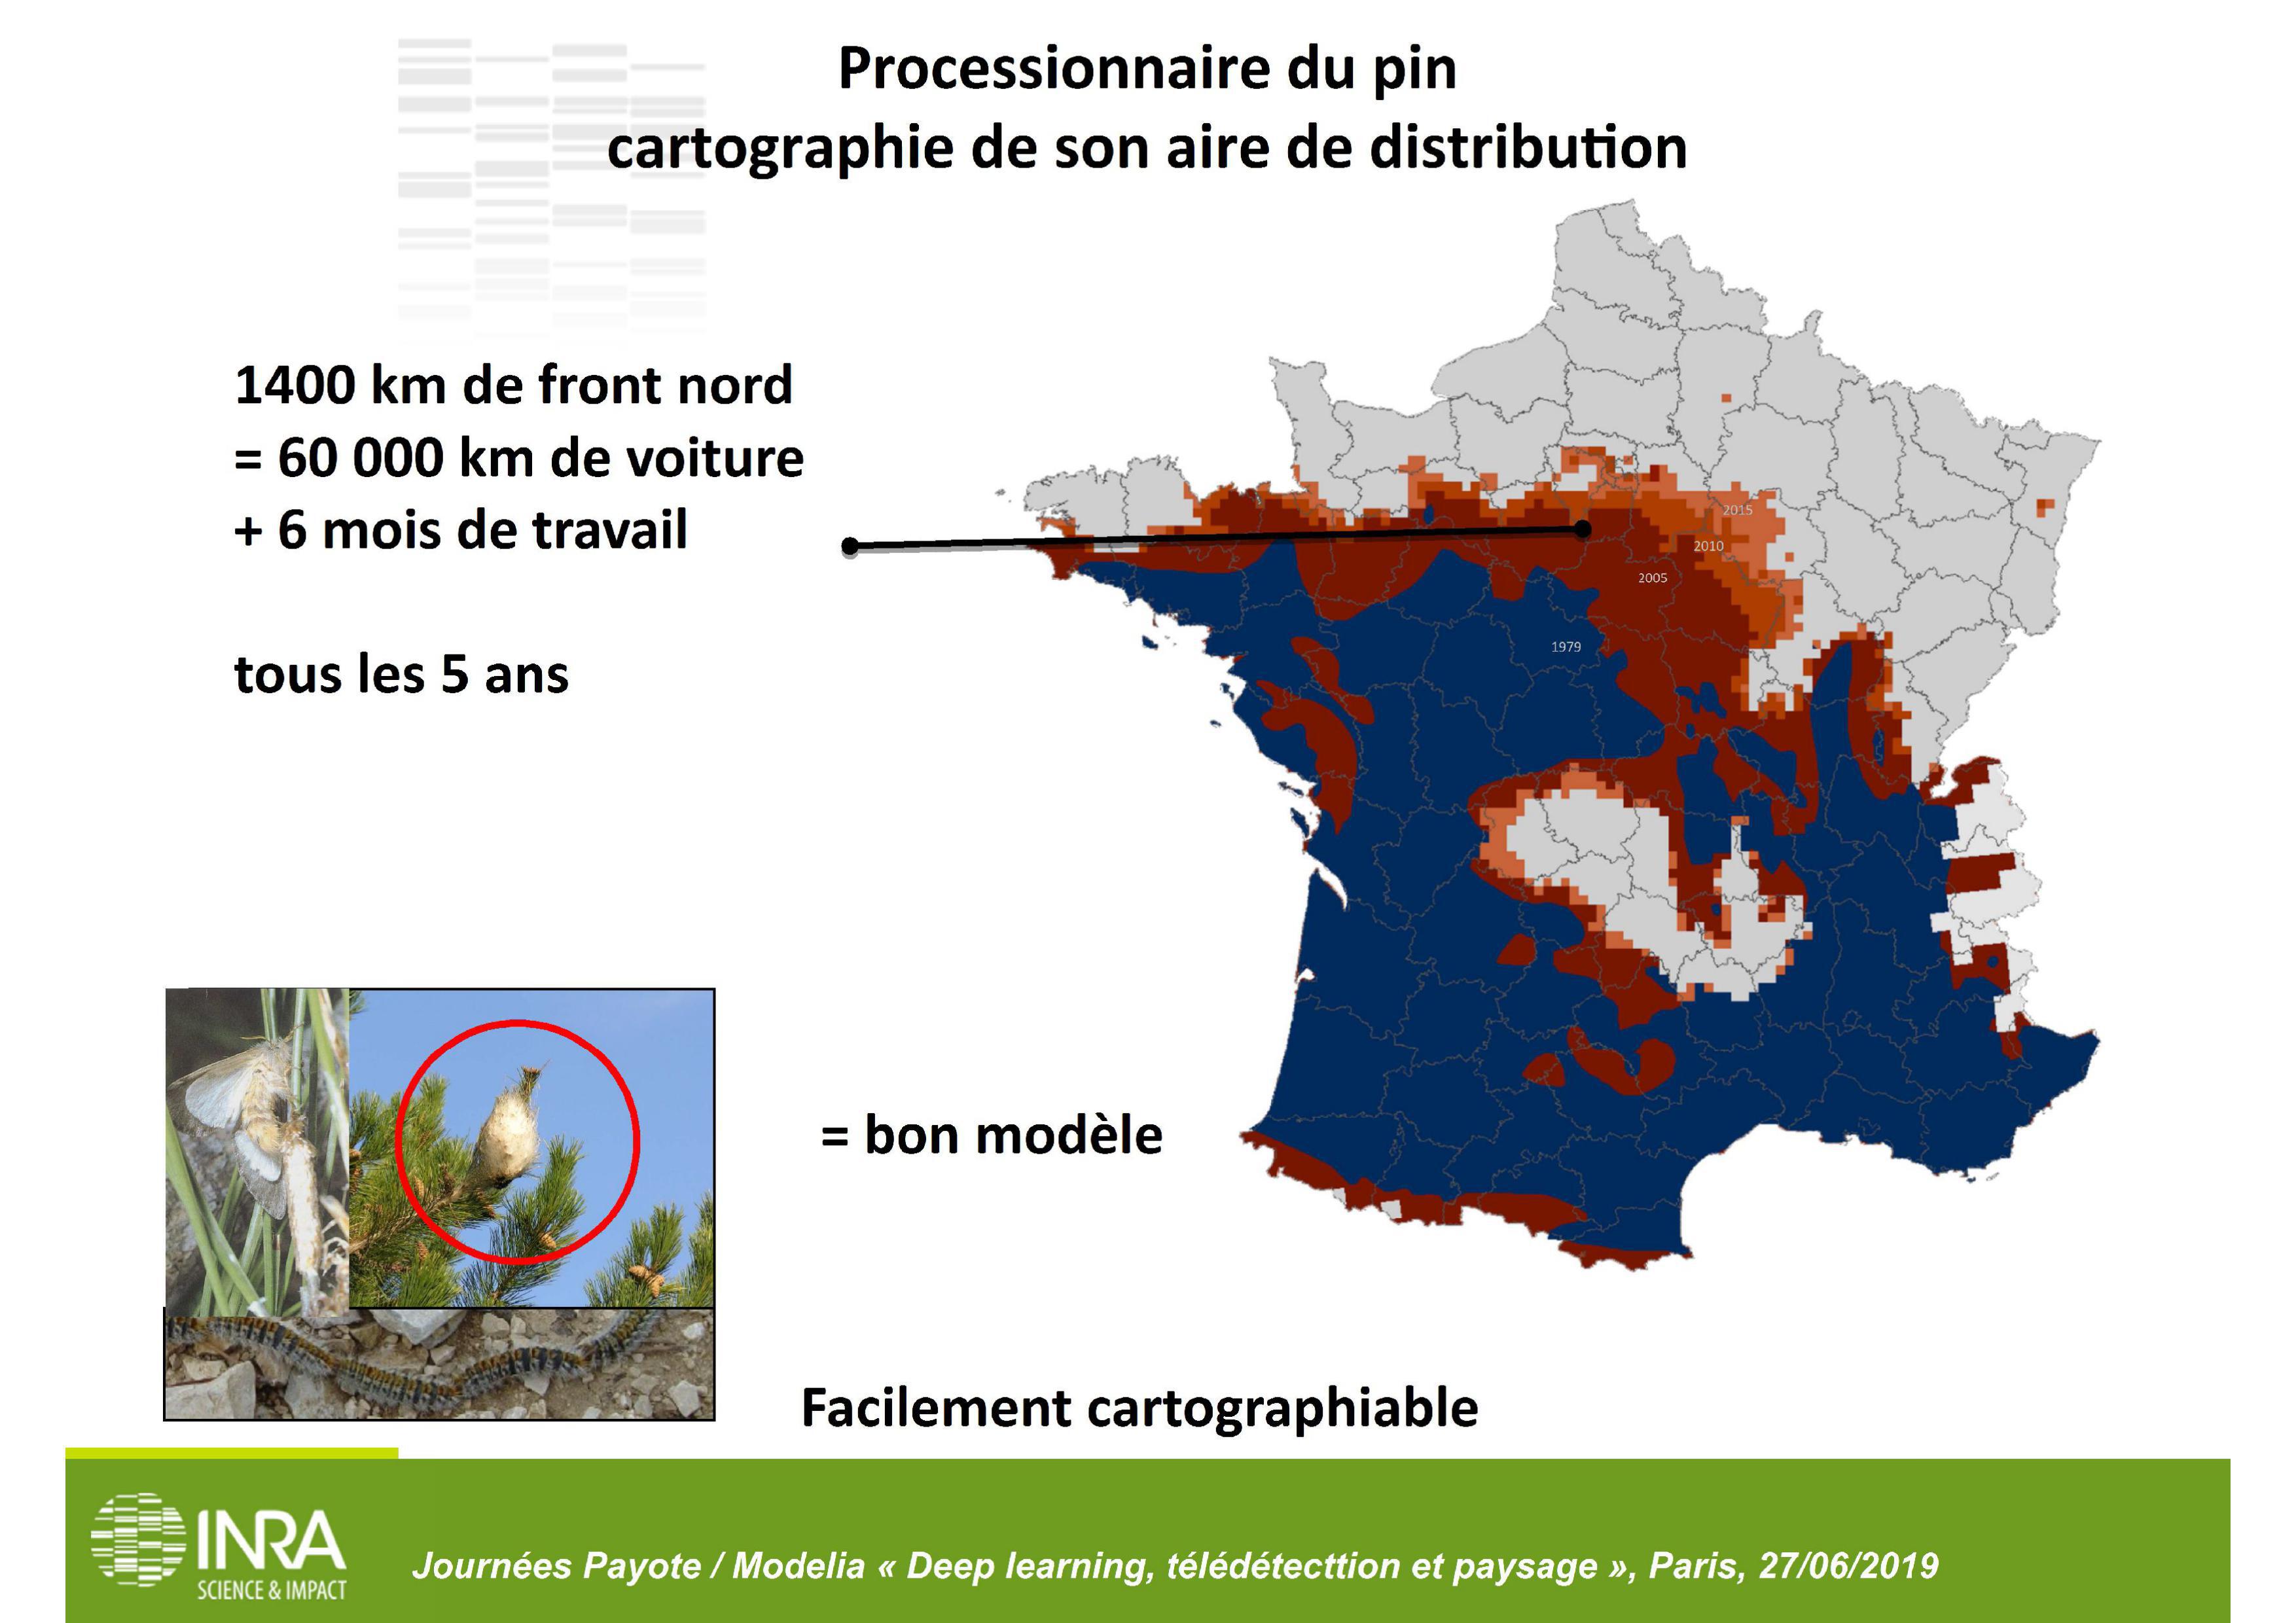 Processionnaire du pin
cartographie de son aire de distribution
1400 km de front nord
= 60 000 km de voiture
+ 6 mois de travail
tous les 5 ans
2015
2010
2005
1979
= bon modèle
Facilement cartographiable
INRA
SCIENCE & IMPACT
Journées Payote / Modelia « Deep learning, télédétecttion et paysage », Paris, 27/06/2019